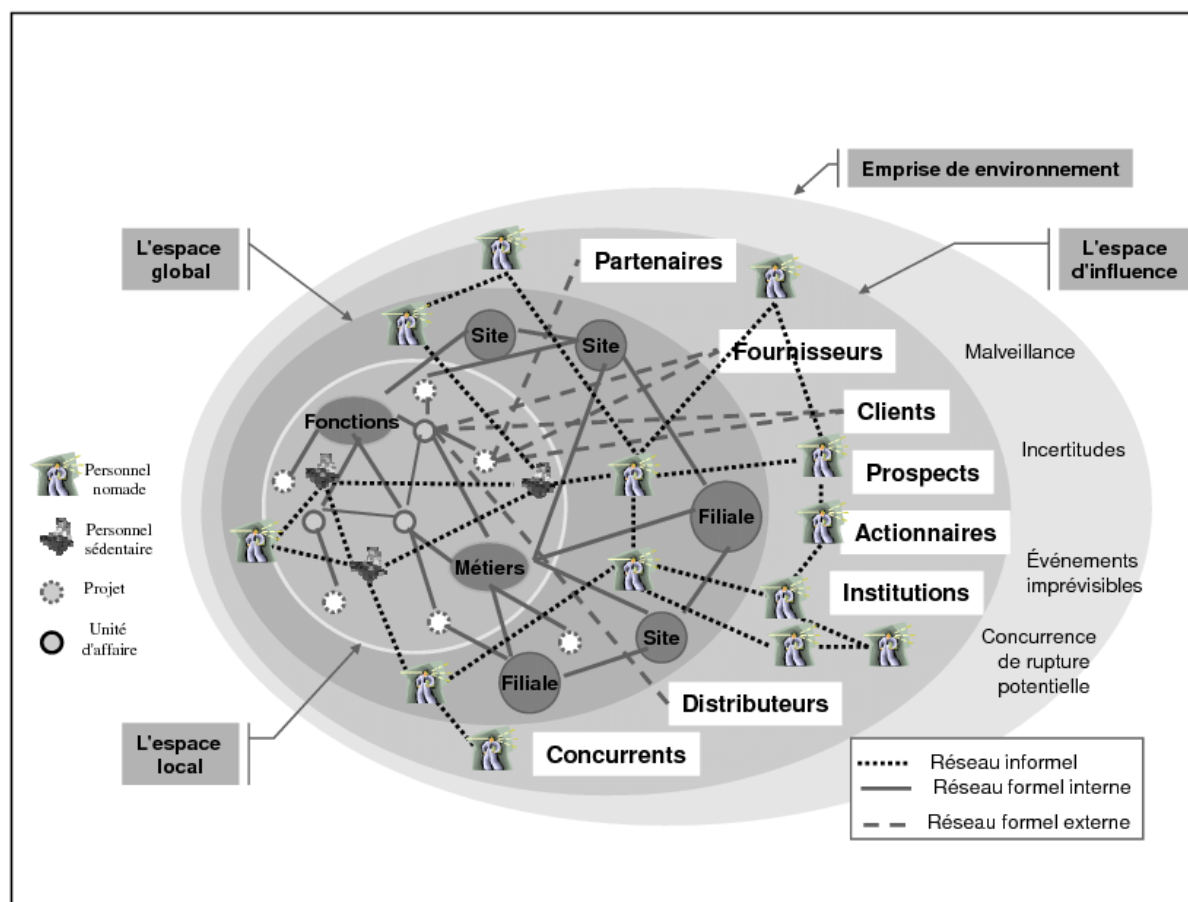 Emprise de environnement
L'espace
global
L'espace
d'influence
Partenaires
Site
Site
Fournisseurs
Malveillance
Clients
Fonctions
Incertitudes
Prospects
Personnel
nomade
Filiale
Actionnaires
Personnel
sédentaire
Métiers
Événements
imprévisibles
Projet
Institutions
Unité
d'affaire
Site
Concurrence
de rupture
potentielle
Filiale
Distributeurs
L'espace
local
Concurrents
Réseau informel
Réseau formel interne
Réseau formel externe